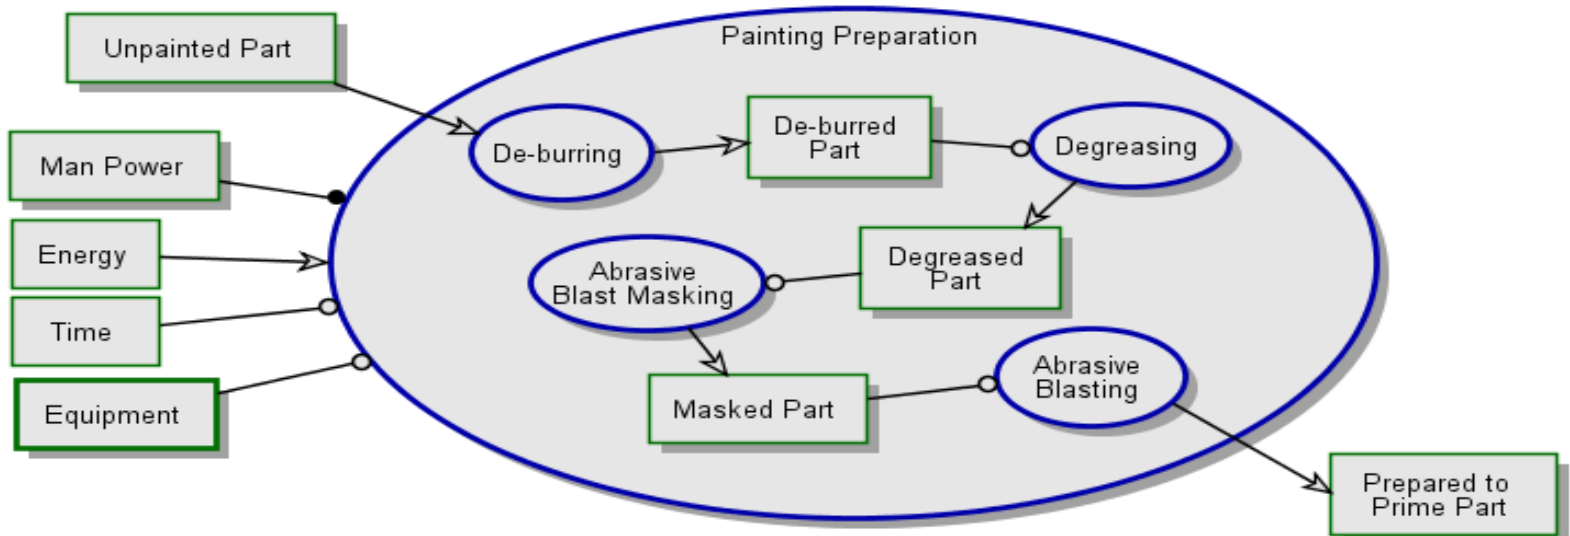 Painting Preparation
Unpainted Part
De-burring
De-burred
Part
Degreasing
Man Power
Energy
Time
Equipment
Degreased
Part
Abrasive
Blast Masking
Masked Part
Abrasive
Blasting
Prepared to
Prime Part